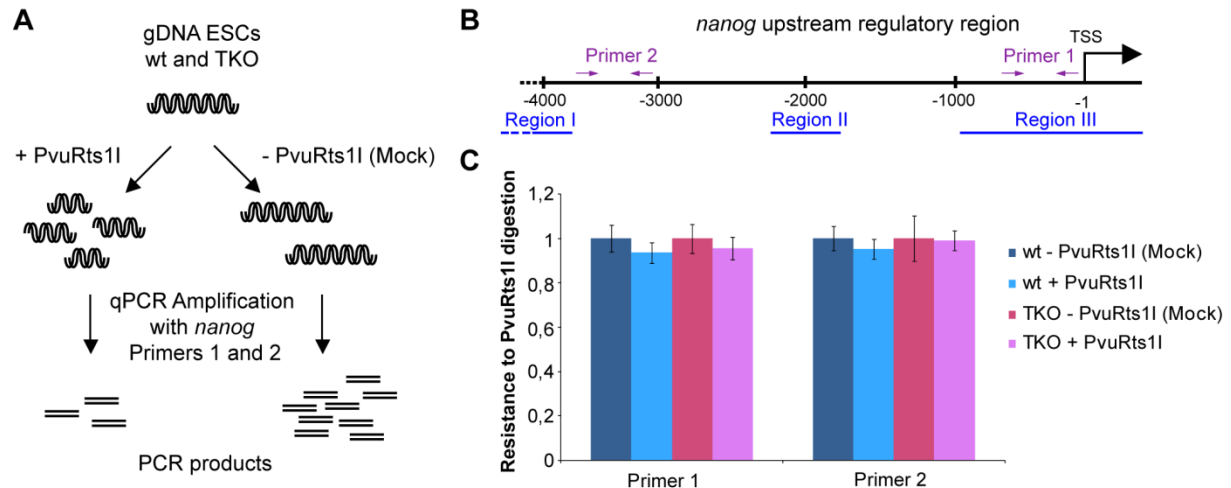 A
gDNA ESCs
wt and TKO
+ PvuRts1I
- PvuRts1I (Mock)
qPCR Amplification
with nanog
Primers 1 and 2
PCR products
B
nanog upstream regulatory region
TSS
Primer 2
Primer 1
-4000
-3000
-2000
-1000
-1
Region I
Region II
Region III
C
Resistance to PvuRts1I digestion
1,2
1
0,8
0,6
0,4
0,2
0
Primer 1
Primer 2
wt - PvuRts1I (Mock)
wt + PvuRts1I
TKO - PvuRts1I (Mock)
TKO + PvuRts1I